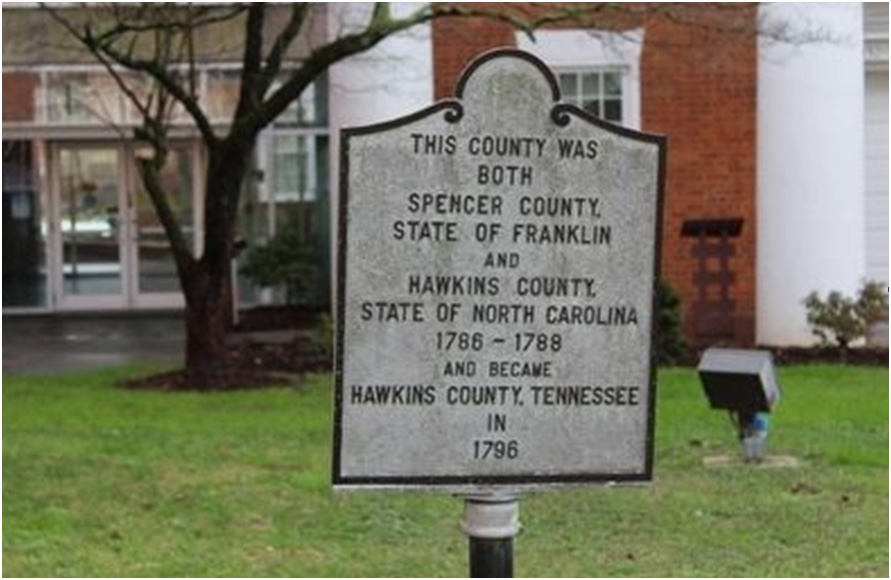 THIS COUNTY WAS
BOTH
SPENCER COUNTY,
STATE OF FRANKLIN
AND
HAWKINS COUNTY,
STATE OF NORTH CAROLINA
1786 - 1788
AND BECAME
HAWKINS COUNTY, TENNESSEE
IN
1796